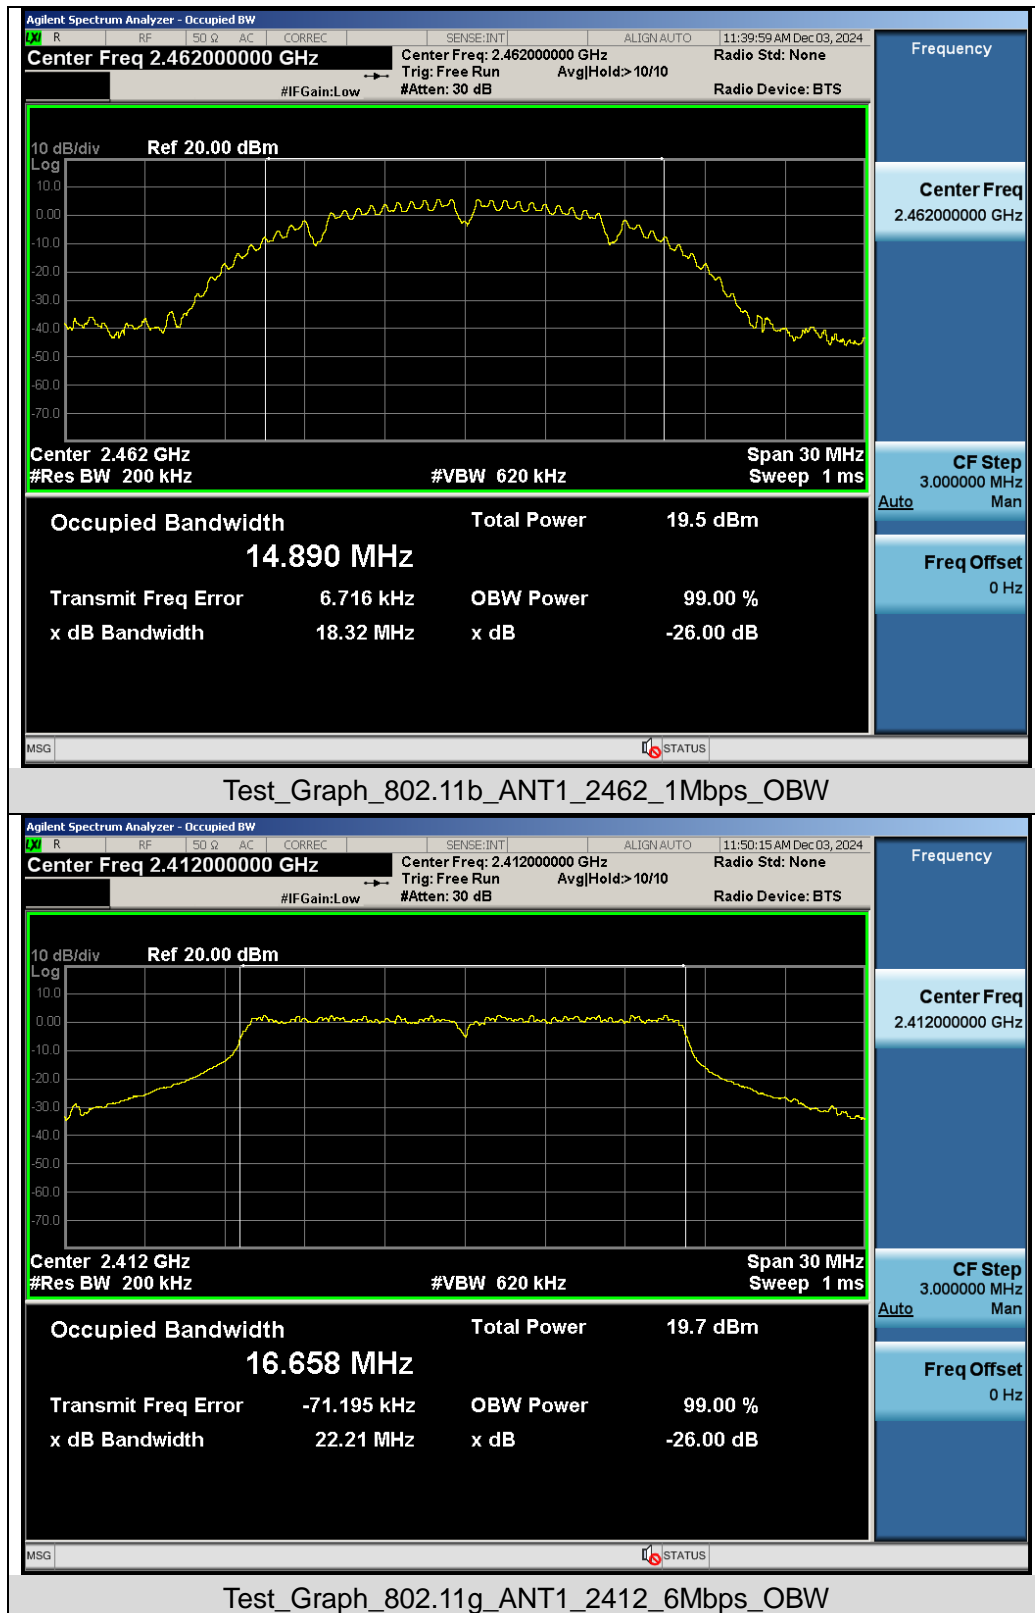 Agilent Spectrum Analyzer - Occupied BW
LXI R RF 50 Ω AC CORREC SENSE:INT ALIGN AUTO 11:39:59 AM Dec 03, 2024
Center Freq 2.462000000 GHz Center Freq: 2.462000000 GHz Radio Std: None
Trig: Free Run Avg|Hold:>10/10
#IFGain:Low #Atten: 30 dB Radio Device: BTS
Frequency
10 dB/div Ref 20.00 dBm
Log
10.0
0.00
-10.0
-20.0
-30.0
-40.0
-50.0
-60.0
-70.0
Center 2.462 GHz Span 30 MHz
#Res BW 200 kHz #VBW 620 kHz Sweep 1 ms
Center Freq
2.462000000 GHz
CF Step
3.000000 MHz
Auto Man
Freq Offset
0 Hz
Occupied Bandwidth Total Power 19.5 dBm
14.890 MHz
Transmit Freq Error 6.716 kHz OBW Power 99.00 %
x dB Bandwidth 18.32 MHz x dB -26.00 dB
MSG STATUS
Test_Graph_802.11b_ANT1_2462_1Mbps_OBW
Agilent Spectrum Analyzer - Occupied BW
LXI R RF 50 Ω AC CORREC SENSE:INT ALIGN AUTO 11:50:15 AM Dec 03, 2024
Center Freq 2.412000000 GHz Center Freq: 2.412000000 GHz Radio Std: None
Trig: Free Run Avg|Hold:>10/10
#IFGain:Low #Atten: 30 dB Radio Device: BTS
Frequency
10 dB/div Ref 20.00 dBm
Log
10.0
0.00
-10.0
-20.0
-30.0
-40.0
-50.0
-60.0
-70.0
Center 2.412 GHz Span 30 MHz
#Res BW 200 kHz #VBW 620 kHz Sweep 1 ms
Center Freq
2.412000000 GHz
CF Step
3.000000 MHz
Auto Man
Freq Offset
0 Hz
Occupied Bandwidth Total Power 19.7 dBm
16.658 MHz
Transmit Freq Error -71.195 kHz OBW Power 99.00 %
x dB Bandwidth 22.21 MHz x dB -26.00 dB
MSG STATUS
Test_Graph_802.11g_ANT1_2412_6Mbps_OBW